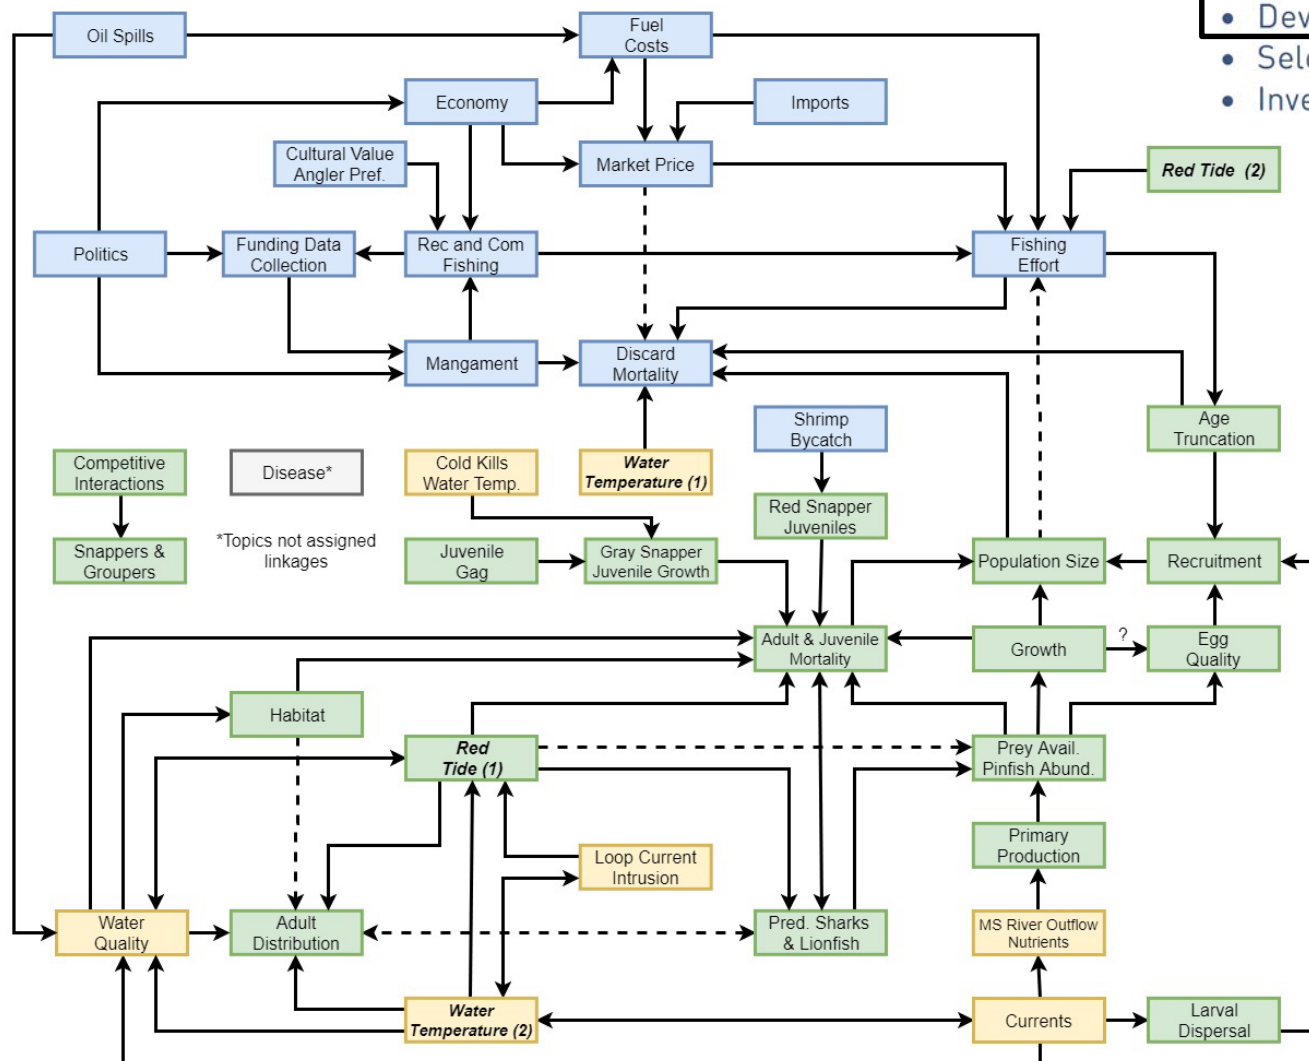 • Dev
Oil Spills
Fuel
Costs
• Sele
Economy
Imports
• Inve
Cultural Value
Angler Pref.
Market Price
Red Tide (2)
Politics
Funding Data
Collection
Rec and Com
Fishing
Fishing
Effort
Mangament
Discard
Mortality
Shrimp
Bycatch
Age
Truncation
Competitive
Interactions
Disease*
Cold Kills
Water Temp.
Water
Temperature (1)
Red Snapper
Juveniles
*Topics not assigned
linkages
Snappers &
Groupers
Juvenile
Gag
Gray Snapper
Juvenile Growth
Population Size
Recruitment
Adult & Juvenile
Mortality
Growth
?
Egg
Quality
Habitat
Red
Tide (1)
Prey Avail.
Pinfish Abund.
Loop Current
Intrusion
Primary
Production
Water
Quality
Adult
Distribution
Pred. Sharks
& Lionfish
MS River Outflow
Nutrients
Water
Temperature (2)
Currents
Larval
Dispersal